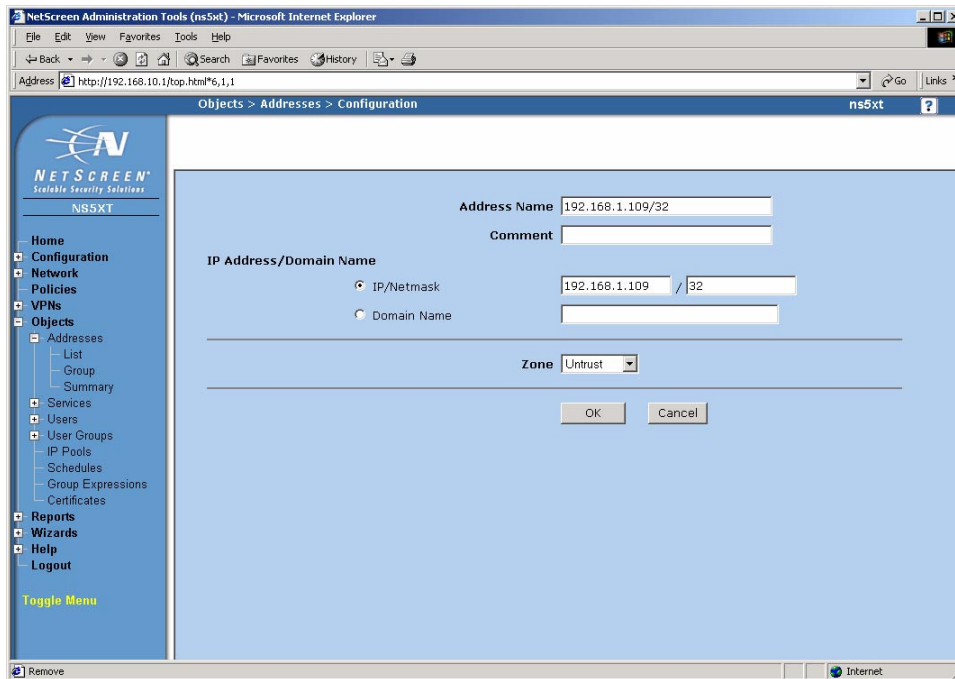 NetScreen Administration Tools (ns5xt) - Microsoft Internet Explorer
File Edit View Favorites Tools Help
Back Search Favorites History
Address http://192.168.10.1/top.html*6,1,1 Go Links
Objects > Addresses > Configuration ns5xt ?
N
NETSCREEN
Scalable Security Solutions
NS5XT
Home
Configuration
Network
Policies
VPNs
Objects
Addresses
List
Group
Summary
Services
Users
User Groups
IP Pools
Schedules
Group Expressions
Certificates
Reports
Wizards
Help
Logout
Toggle Menu
Address Name 192.168.1.109/32
Comment
IP Address/Domain Name
IP/Netmask 192.168.1.109 / 32
Domain Name
Zone Untrust
OK Cancel
Remove Internet